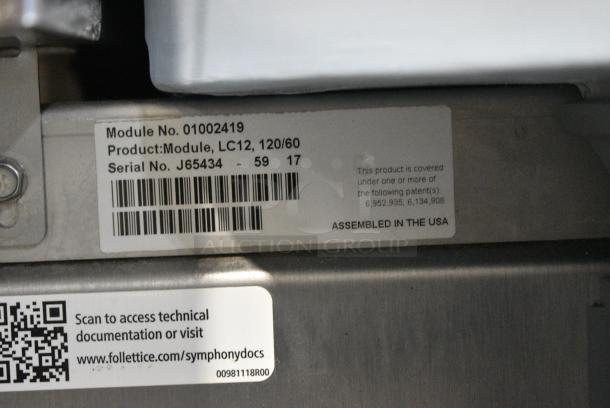 Module No. 01002419
Product:Module, LC12, 120/60
Serial No. J65434 - 59 17
This product is covered
under one or more of
the following patent(s):
6,952,935, 6,134,908
ASSEMBLED IN THE USA
AUCTION GROUP
Scan to access technical
documentation or visit
www.follettice.com/symphonydocs
00981118R00